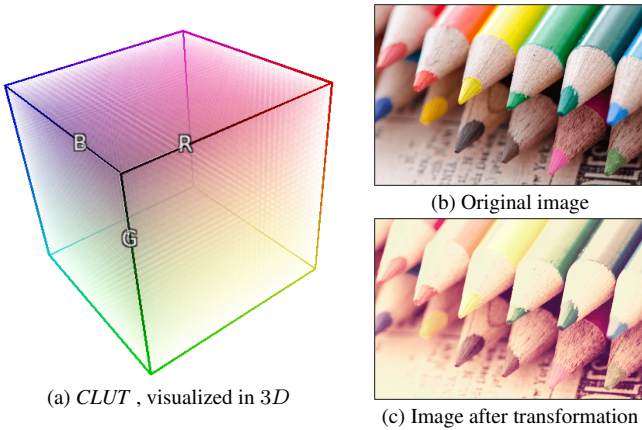 B
R
G
(a) CLUT , visualized in 3D
(b) Original image
(c) Image after transformation